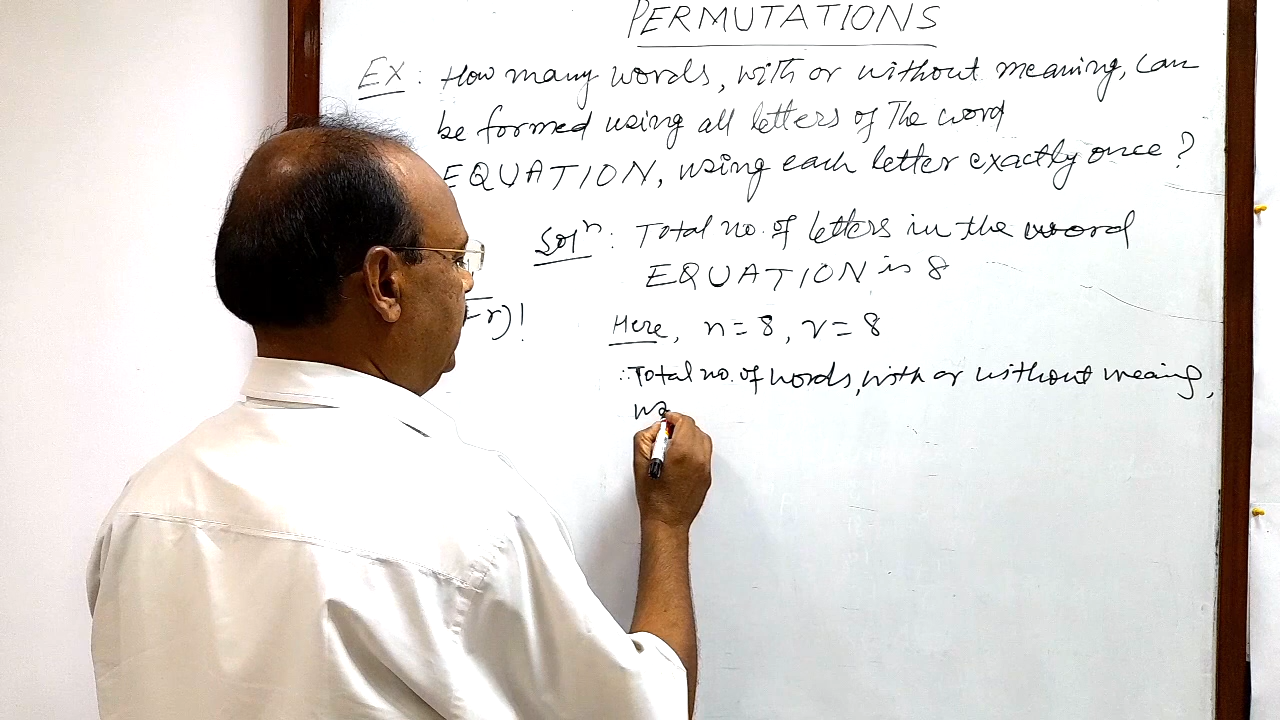 PERMUTATIONS
EX: How many words, with or without meaning, can
be formed using all letters of The word
EQUATION, using each letter exactly once?
Solⁿ: Total no. of letters in the word
EQUATION is 8
r)!
Here, n=8, r=8
∴Total no. of words, with or without meaing,